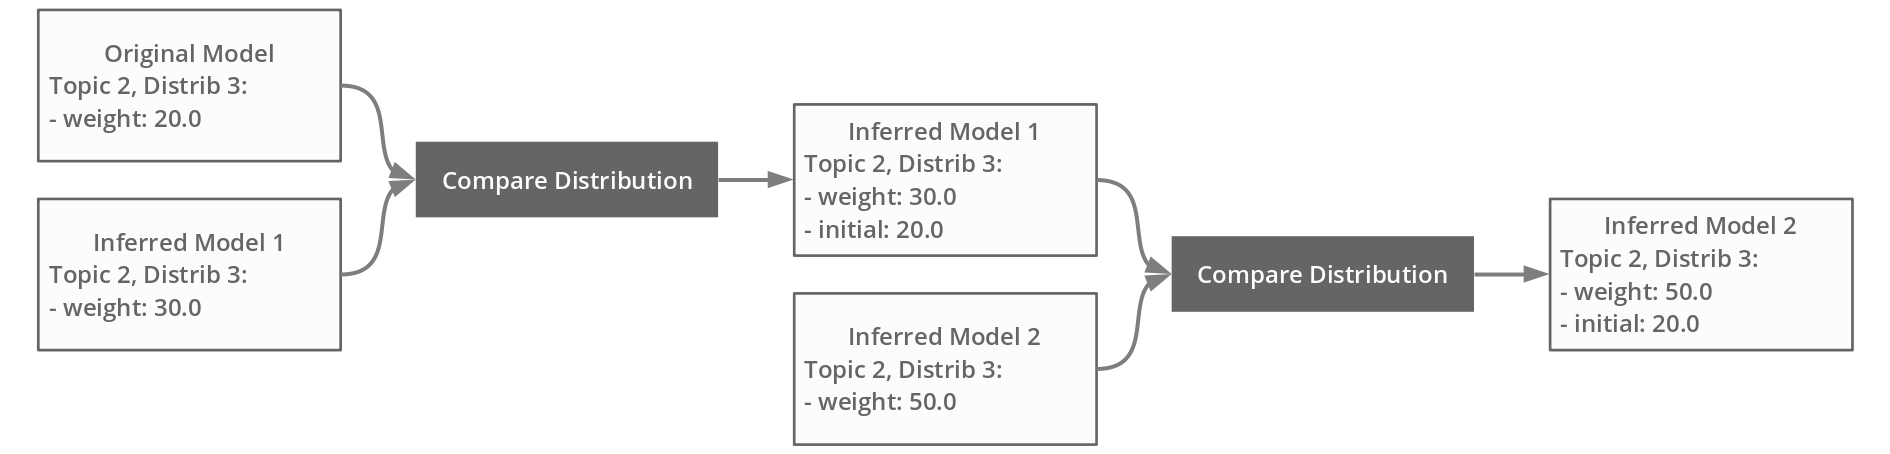 Original Model
Topic 2, Distrib 3:
- weight: 20.0
Inferred Model 1
Topic 2, Distrib 3:
- weight: 30.0
Compare Distribution
Inferred Model 1
Topic 2, Distrib 3:
- weight: 30.0
- initial: 20.0
Inferred Model 2
Topic 2, Distrib 3:
- weight: 50.0
Compare Distribution
Inferred Model 2
Topic 2, Distrib 3:
- weight: 50.0
- initial: 20.0